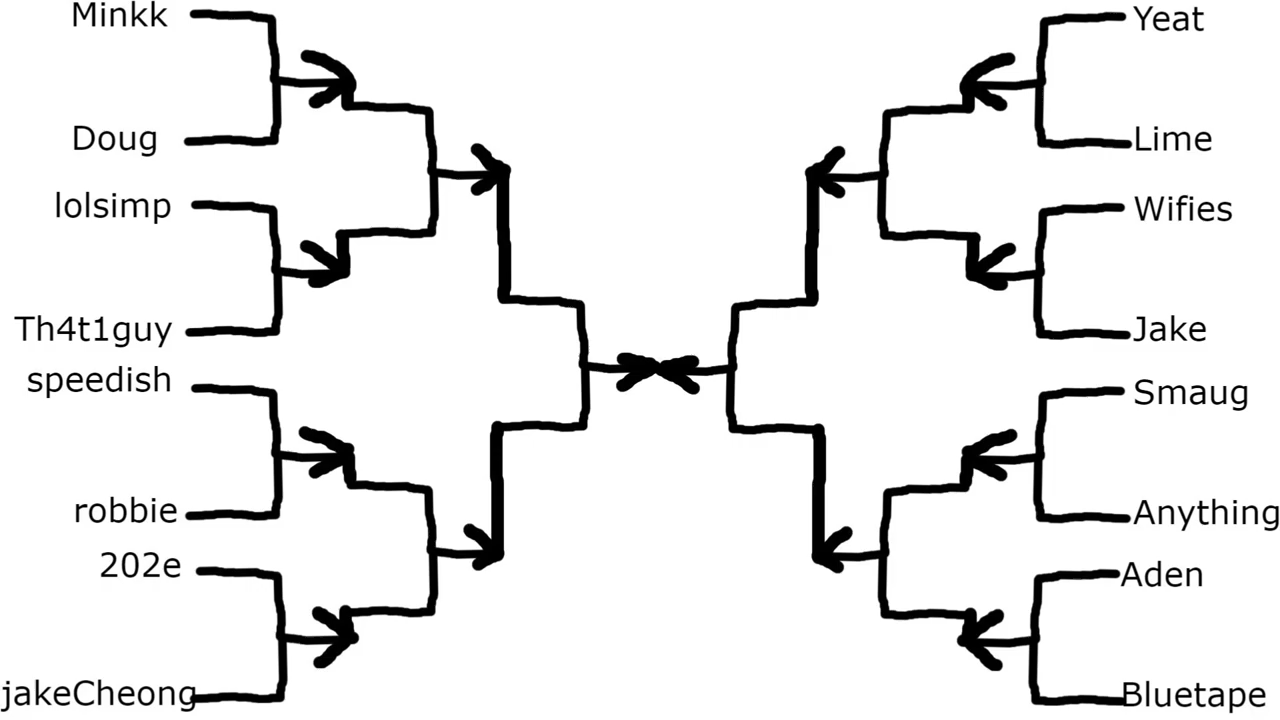 Minkk
Doug
lolsimp
Th4t1guy
speedish
robbie
202e
jakeCheong
Yeat
Lime
Wifies
Jake
Smaug
Anything
Aden
Bluetape